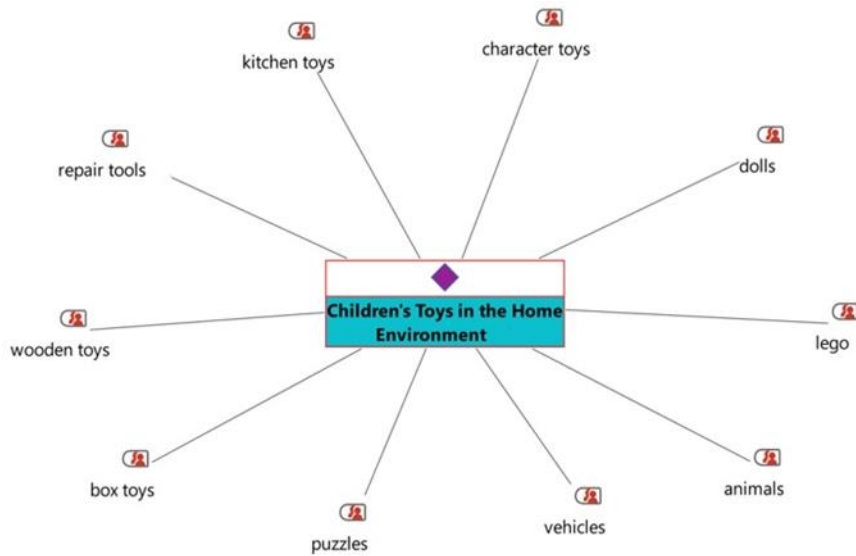 kitchen toys
character toys
repair tools
dolls
Children's Toys in the Home
Environment
wooden toys
lego
box toys
animals
puzzles
vehicles